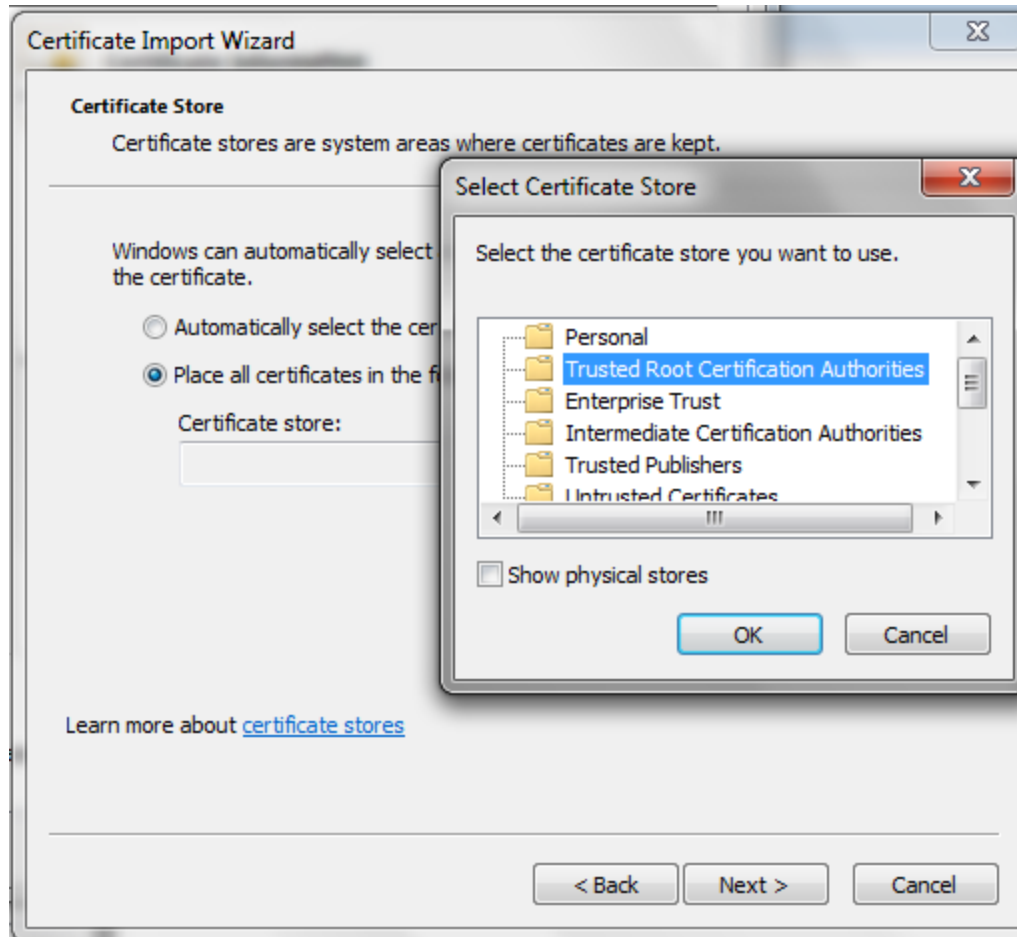 Certificate Import Wizard
Certificate Store
Certificate stores are system areas where certificates are kept.
Windows can automatically select
the certificate.
Automatically select the cer
Place all certificates in the f
Certificate store:
Learn more about certificate stores
< Back
Next >
Cancel
Select Certificate Store
Select the certificate store you want to use.
Personal
Trusted Root Certification Authorities
Enterprise Trust
Intermediate Certification Authorities
Trusted Publishers
Untrusted Certificates
Show physical stores
OK
Cancel